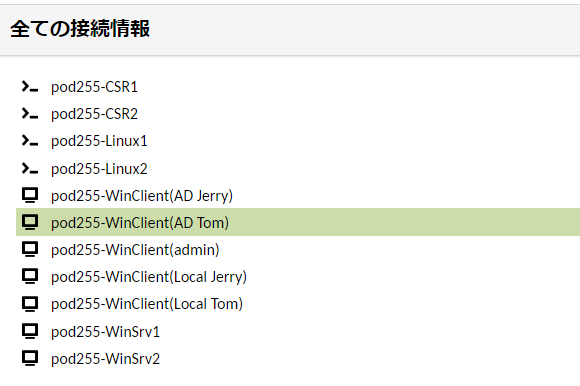 全ての接続情報
pod255-CSR1
pod255-CSR2
pod255-Linux1
pod255-Linux2
pod255-WinClient(AD Jerry)
pod255-WinClient(AD Tom)
pod255-WinClient(admin)
pod255-WinClient(Local Jerry)
pod255-WinClient(Local Tom)
pod255-WinSrv1
pod255-WinSrv2